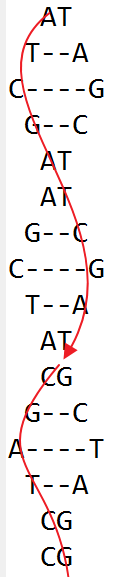 AT
T--A
C----G
G--C
AT
AT
G--C
C----G
T--A
AT
CG
G--C
A----T
T--A
CG
CG